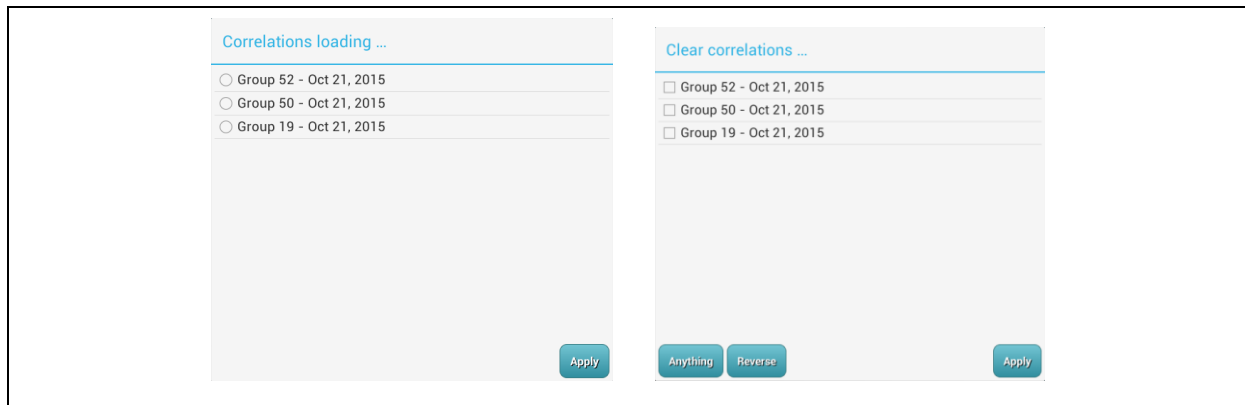 Correlations loading ...
Group 52 - Oct 21, 2015
Group 50 - Oct 21, 2015
Group 19 - Oct 21, 2015
Apply
Clear correlations ...
Group 52 - Oct 21, 2015
Group 50 - Oct 21, 2015
Group 19 - Oct 21, 2015
Anything Reverse Apply